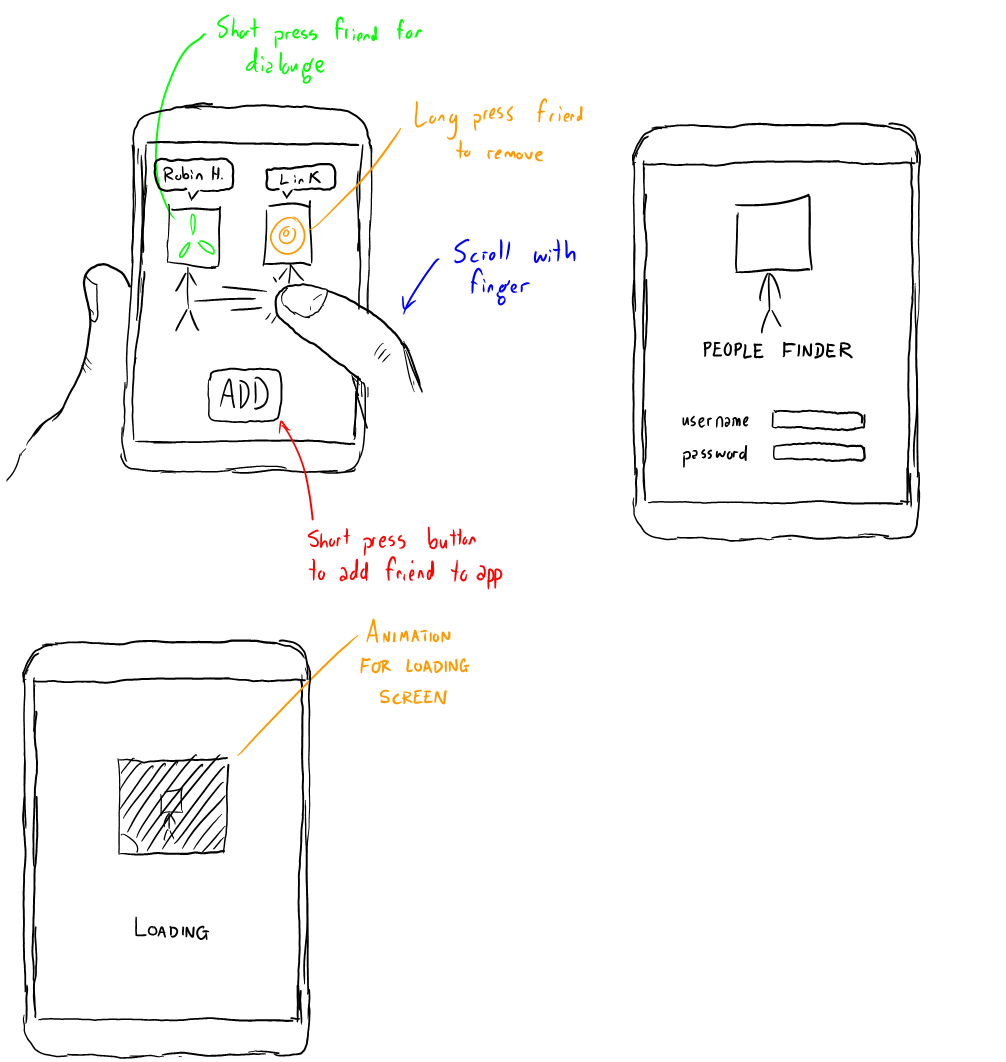 Short press friend for
dialouge
Long press friend
to remove
Robin H.
Link
Scroll with
finger
ADD
Short press button
to add friend to app
PEOPLE FINDER
username
password
ANIMATION
FOR LOADING
SCREEN
LOADING